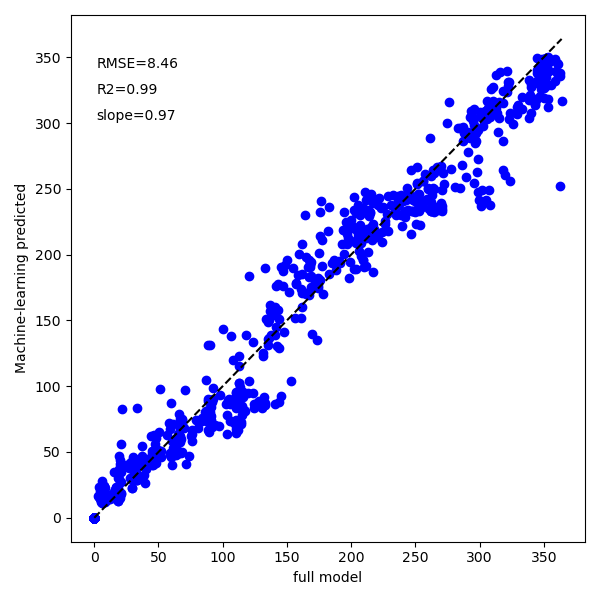 RMSE=8.46
R2=0.99
slope=0.97
Machine-learning predicted
350
300
250
200
150
100
50
0
0 50 100 150 200 250 300 350
full model